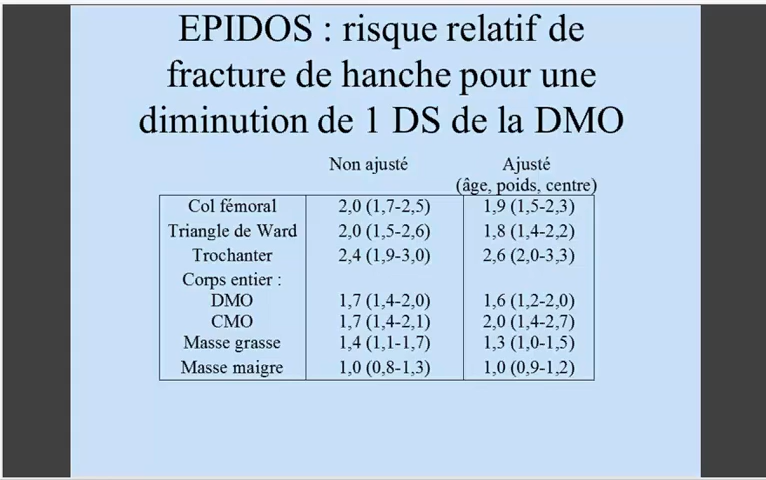 EPIDOS : risque relatif de
fracture de hanche pour une
diminution de 1 DS de la DMO
Non ajusté Ajusté
(âge, poids, centre)
Col fémoral 2,0 (1,7-2,5) 1,9 (1,5-2,3)
Triangle de Ward 2,0 (1,5-2,6) 1,8 (1,4-2,2)
Trochanter 2,4 (1,9-3,0) 2,6 (2,0-3,3)
Corps entier :
DMO 1,7 (1,4-2,0) 1,6 (1,2-2,0)
CMO 1,7 (1,4-2,1) 2,0 (1,4-2,7)
Masse grasse 1,4 (1,1-1,7) 1,3 (1,0-1,5)
Masse maigre 1,0 (0,8-1,3) 1,0 (0,9-1,2)